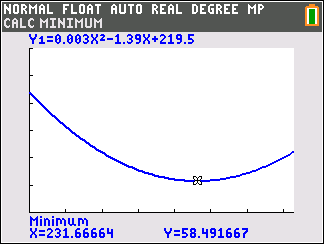 NORMAL FLOAT AUTO REAL DEGREE MP
CALC MINIMUM
Y₁=0.003X²-1.39X+219.5
Minimum
X=231.66664 Y=58.491667